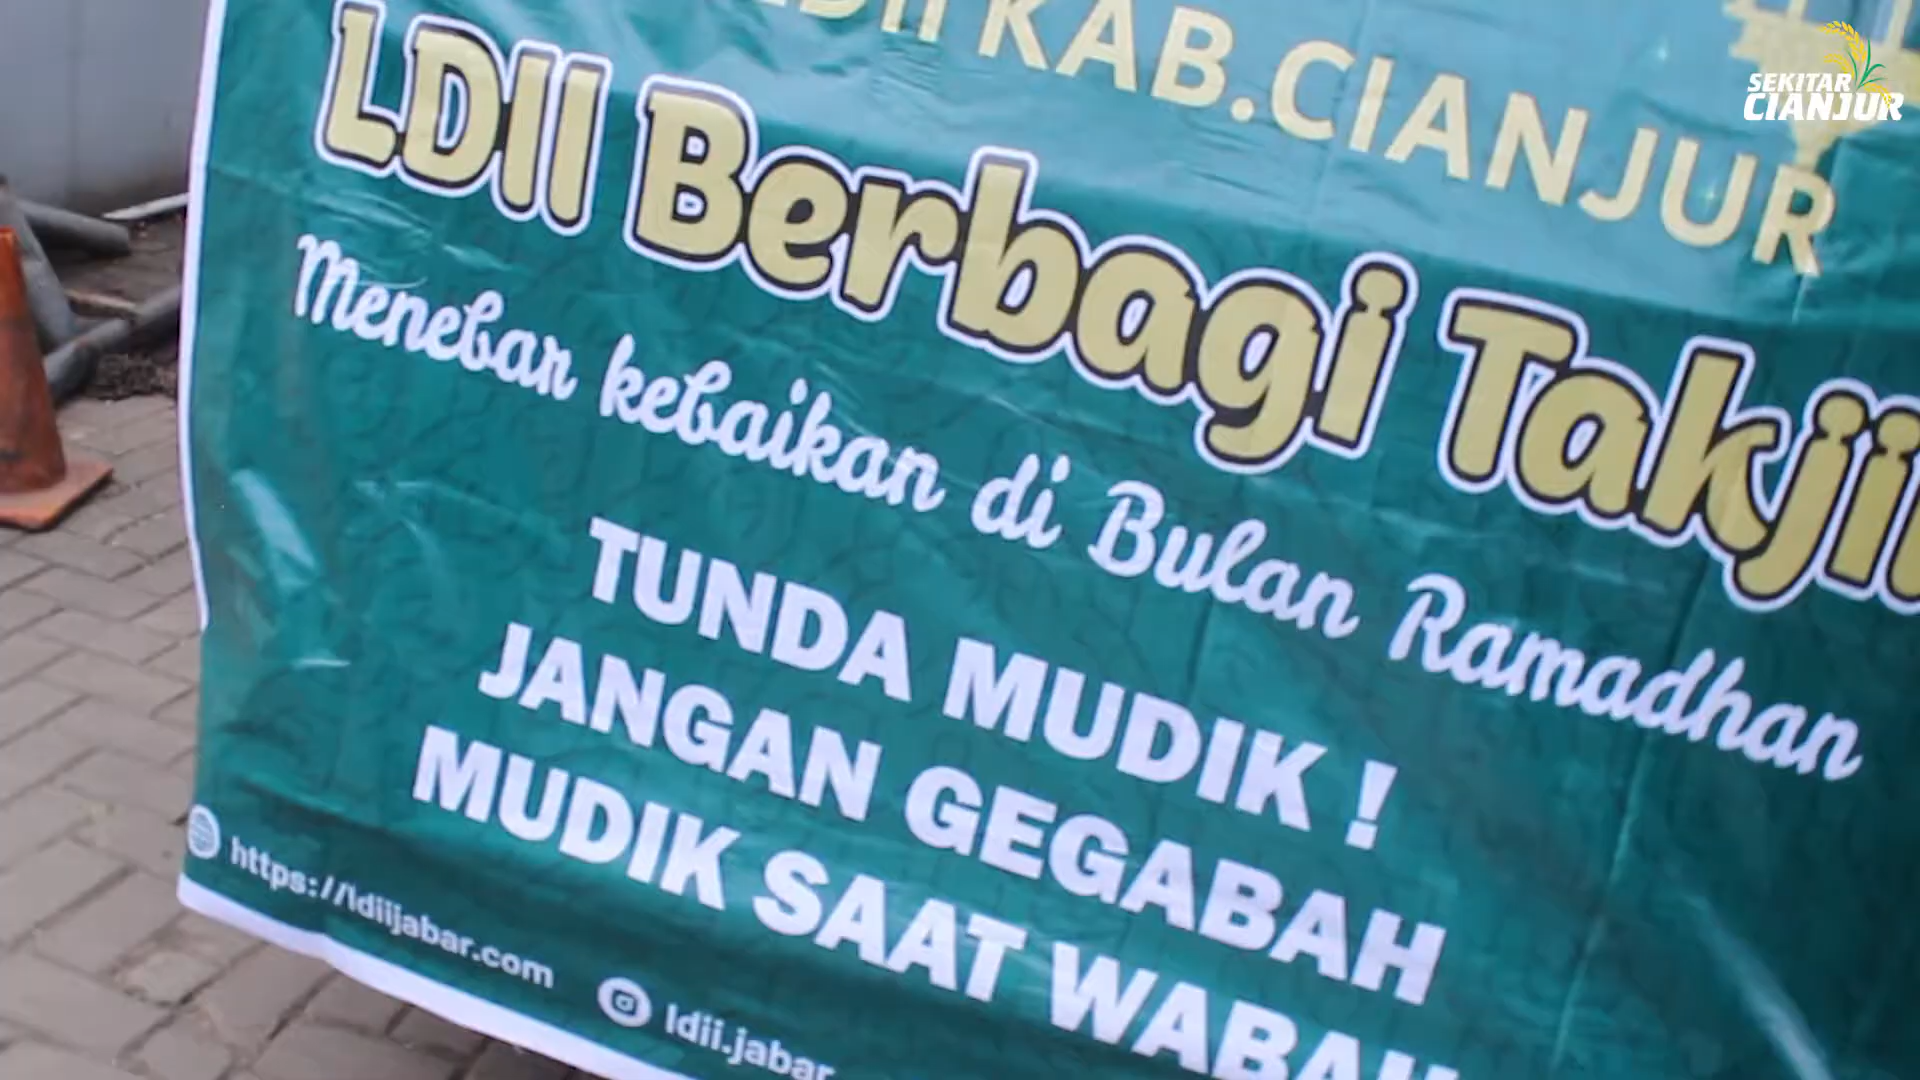 KAB.CIANJUR
LDII Berbagi Takjil
Menebar kebaikan di Bulan Ramadhan
TUNDA MUDIK !
JANGAN GEGABAH
MUDIK SAAT WABAH
https://ldiijabar.com
ldii.jabar
SEKITAR
CIANJUR